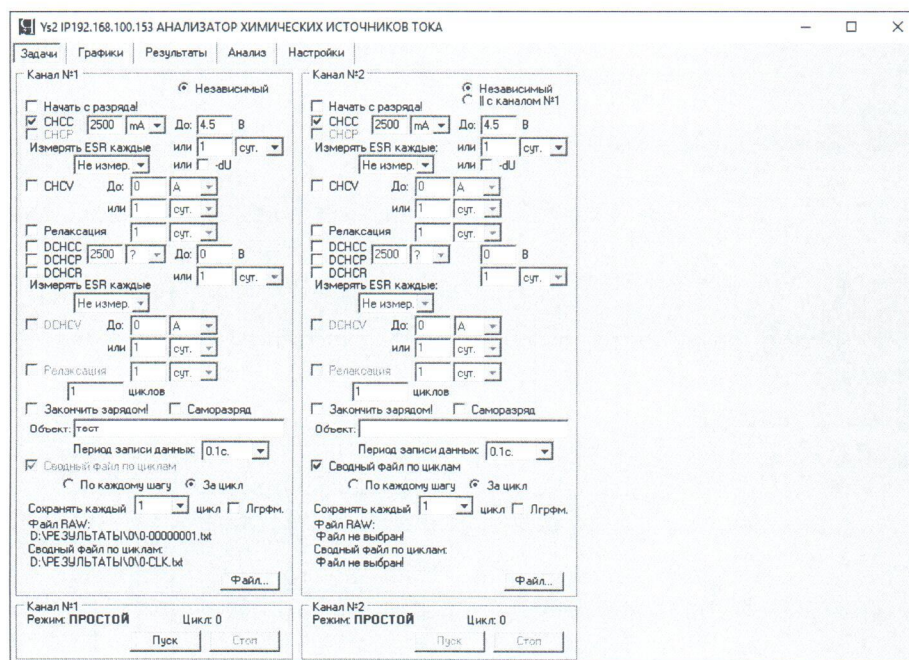 Ys2 IP192.168.100.153 АНАЛИЗАТОР ХИМИЧЕСКИХ ИСТОЧНИКОВ ТОКА
Задачи Графики Результаты Анализ Настройки
Канал №1
Независимый
Начать с разряда!
CHCC 2500 mA До: 4.5 В
CHCP
Измерять ESR каждые или 1 сут.
Не измер. или -dU
CHCV До: 0 А
или 1 сут.
Релаксация 1 сут.
DCHCC
DCHCP 2500 ? До: 0 В
DCHCR или 1 сут.
Измерять ESR каждые
Не измер.
DCHCV До: 0 А
или 1 сут.
Релаксация 1 сут.
1 циклов
Закончить зарядом! Саморазряд
Объект: тест
Период записи данных: 0.1с.
Сводный файл по циклам
По каждому шагу За цикл
Сохранять каждый 1 цикл Лгрфм.
Файл RAW:
D:\РЕЗУЛЬТАТЫ\0\0-00000001.txt
Сводный файл по циклам:
D:\РЕЗУЛЬТАТЫ\0\0-CLK.txt
Файл...
Канал №1
Режим: ПРОСТОЙ Цикл: 0
Пуск Стоп
Канал №2
Независимый
II с каналом №1
Начать с разряда!
CHCC 2500 mA До: 4.5 В
CHCP
Измерять ESR каждые: или 1 сут.
Не измер. или -dU
CHCV До: 0 А
или 1 сут.
Релаксация 1 сут.
DCHCC
DCHCP 2500 ? 0 В
DCHCR 1 сут.
Измерять ESR каждые:
Не измер.
DCHCV До: 0 А
или 1 сут.
Релаксация 1 сут.
1 циклов
Закончить зарядом! Саморазряд
Объект:
Период записи данных: 0.1с.
Сводный файл по циклам
По каждому шагу За цикл
Сохранять каждый 1 цикл Лгрфм.
Файл RAW:
Файл не выбран!
Сводный файл по циклам:
Файл не выбран!
Файл...
Канал №2
Режим: ПРОСТОЙ Цикл: 0
Пуск Стоп